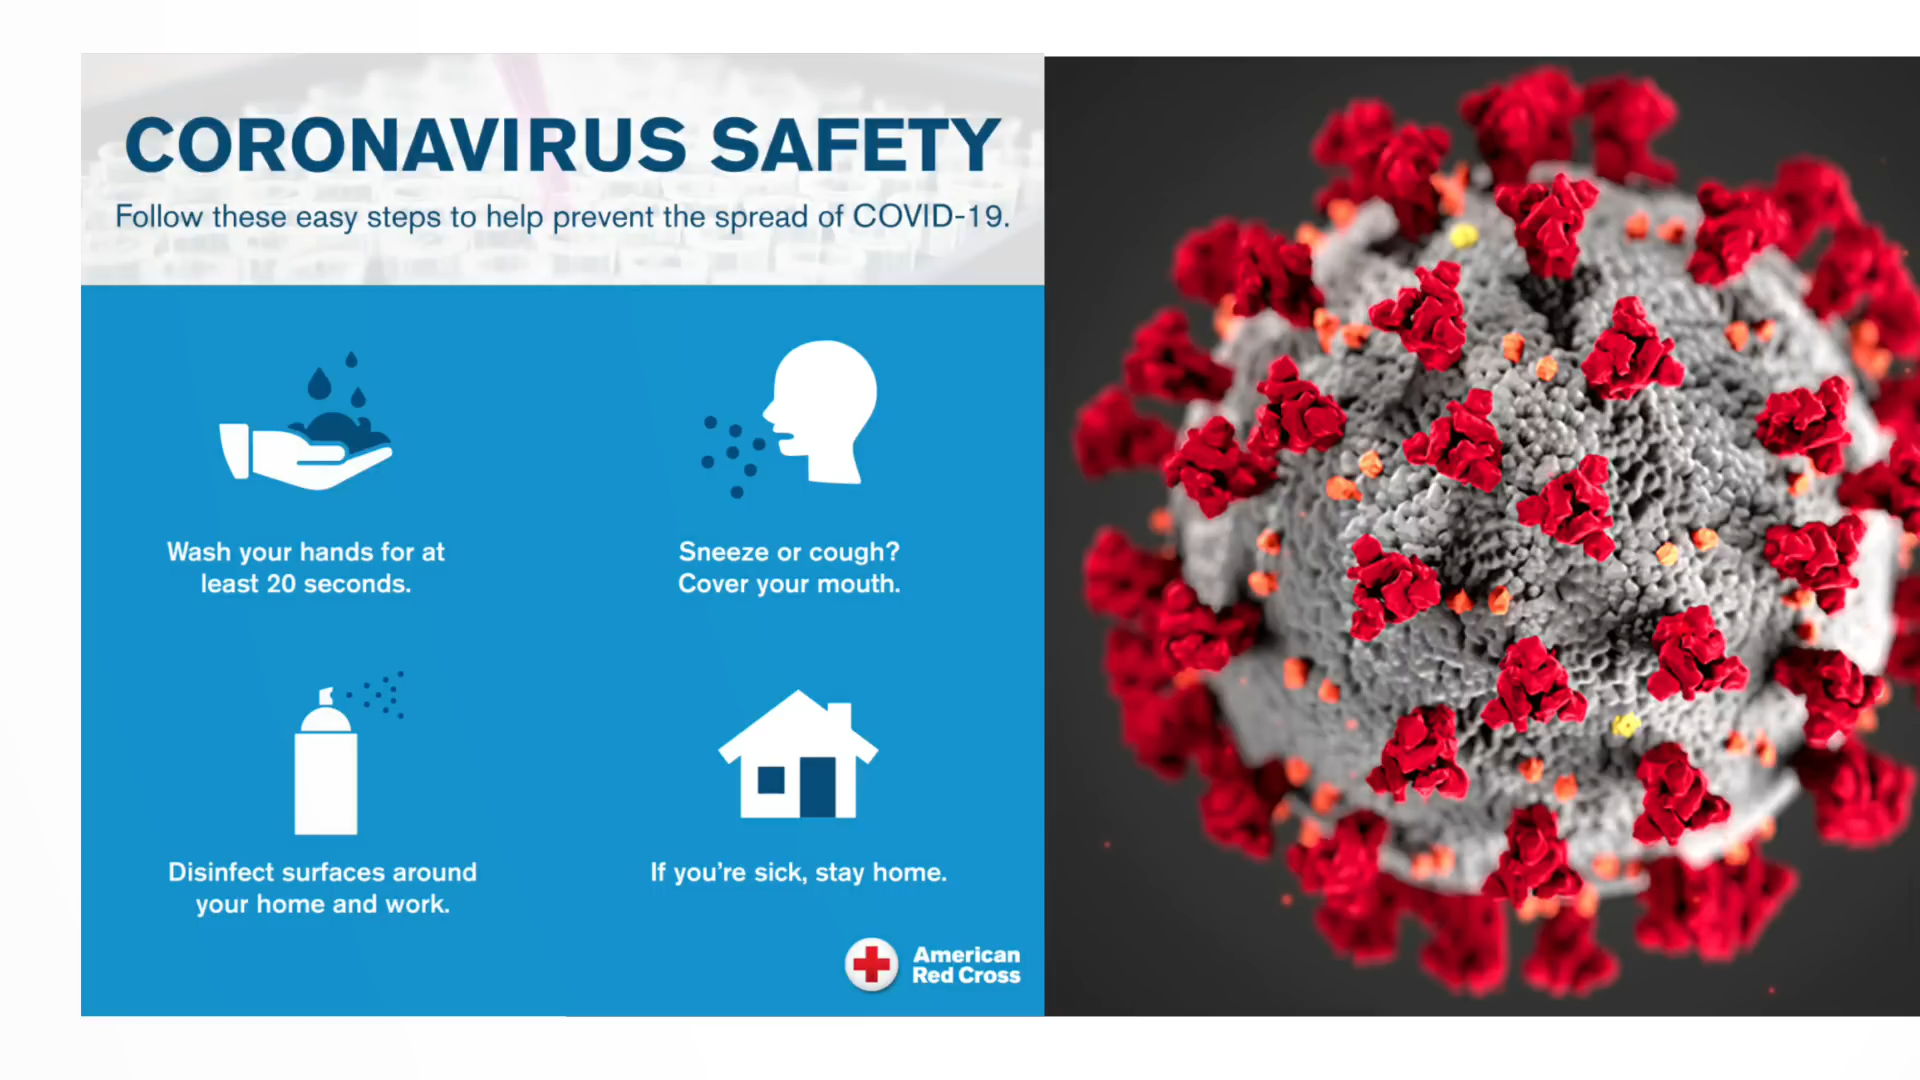 CORONAVIRUS SAFETY
Follow these easy steps to help prevent the spread of COVID-19.
Wash your hands for at
least 20 seconds.
Sneeze or cough?
Cover your mouth.
Disinfect surfaces around
your home and work.
If you're sick, stay home.
American
Red Cross